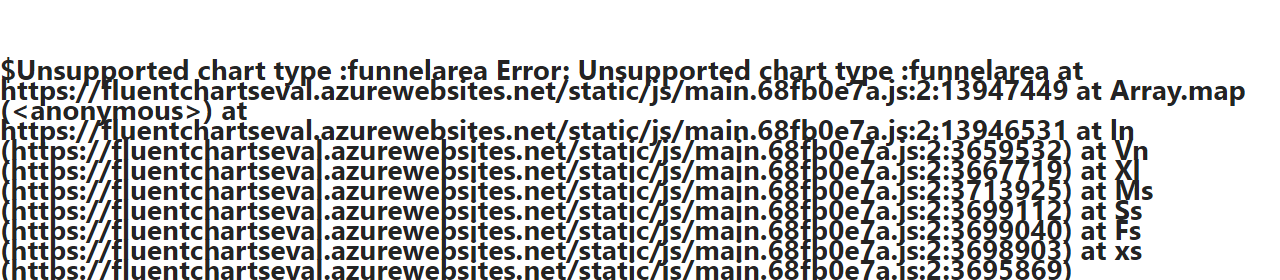 $Unsupported chart type :funnelarea Error: Unsupported chart type :funnelarea at
https://fluentchartseval.azurewebsites.net/static/js/main.68fb0e7a.js:2:13947449 at Array.map
(<anonymous>) at
https://fluentchartseval.azurewebsites.net/static/js/main.68fb0e7a.js:2:13946531 at ln
(https://fluentchartseval.azurewebsites.net/static/js/main.68fb0e7a.js:2:3659532) at Vn
(https://fluentchartseval.azurewebsites.net/static/js/main.68fb0e7a.js:2:3667719) at Xl
(https://fluentchartseval.azurewebsites.net/static/js/main.68fb0e7a.js:2:3713925) at Ms
(https://fluentchartseval.azurewebsites.net/static/js/main.68fb0e7a.js:2:3699112) at Ss
(https://fluentchartseval.azurewebsites.net/static/js/main.68fb0e7a.js:2:3699040) at Fs
(https://fluentchartseval.azurewebsites.net/static/js/main.68fb0e7a.js:2:3698903) at xs
(https://fluentchartseval.azurewebsites.net/static/js/main.68fb0e7a.js:2:3695869)